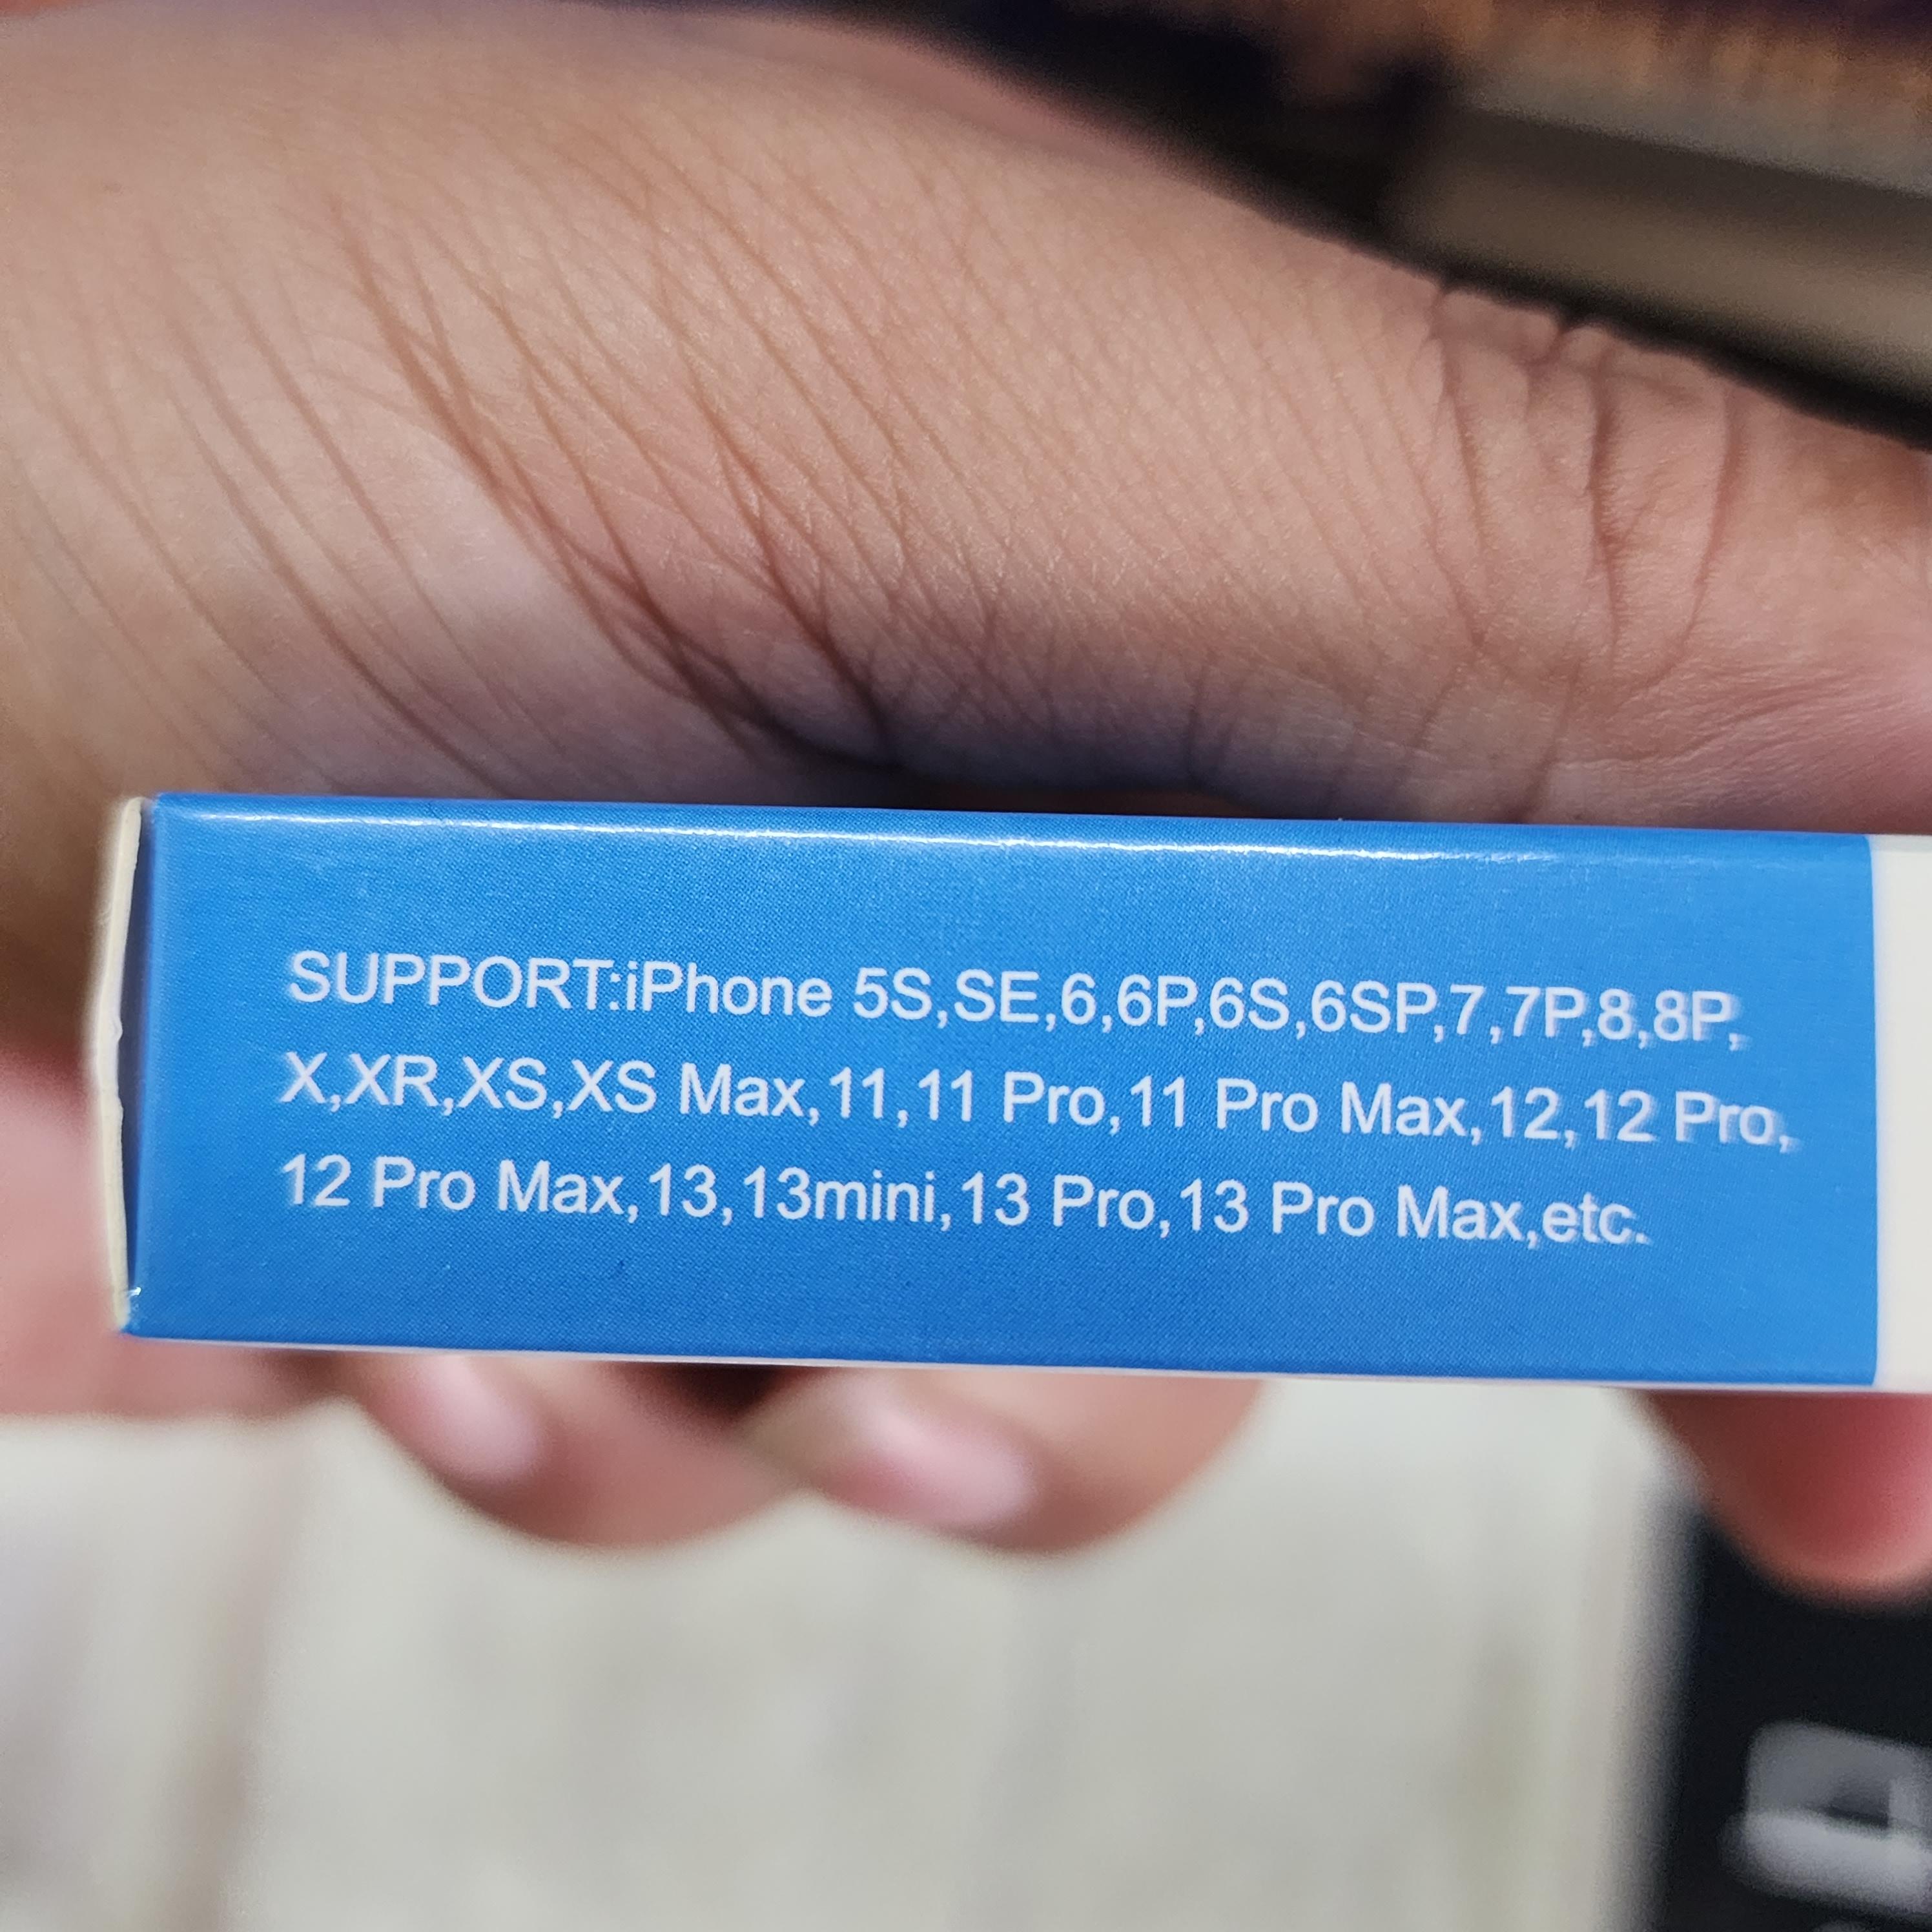 SUPPORT:iPhone 5S,SE,6,6P,6S,6SP,7,7P,8,8P,
X,XR,XS,XS Max,11,11 Pro,11 Pro Max,12,12 Pro,
12 Pro Max,13,13mini,13 Pro,13 Pro Max,etc.